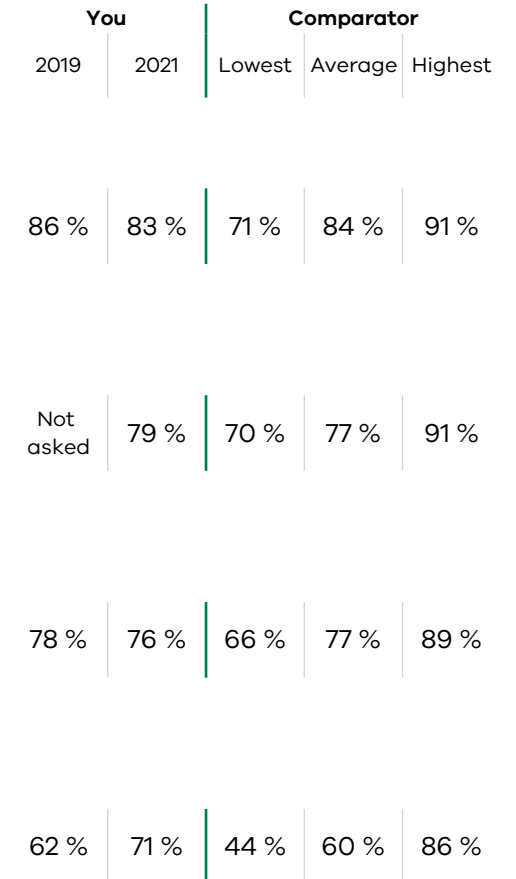 You Comparator
2019 2021 Lowest Average Highest
86 % 83 % 71 % 84 % 91 %
Not
asked
79 % 70 % 77 % 91 %
78 % 76 % 66 % 77 % 89 %
62 % 71 % 44 % 60 % 86 %